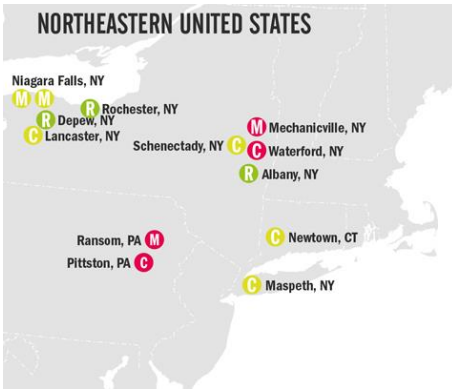 NORTHEASTERN UNITED STATES
Niagara Falls, NY
M M
R Rochester, NY
R Depew, NY
C Lancaster, NY
M Mechanicville, NY
Schenectady, NY C
C Waterford, NY
R Albany, NY
Ransom, PA M
C Newtown, CT
Pittston, PA C
C Maspeth, NY